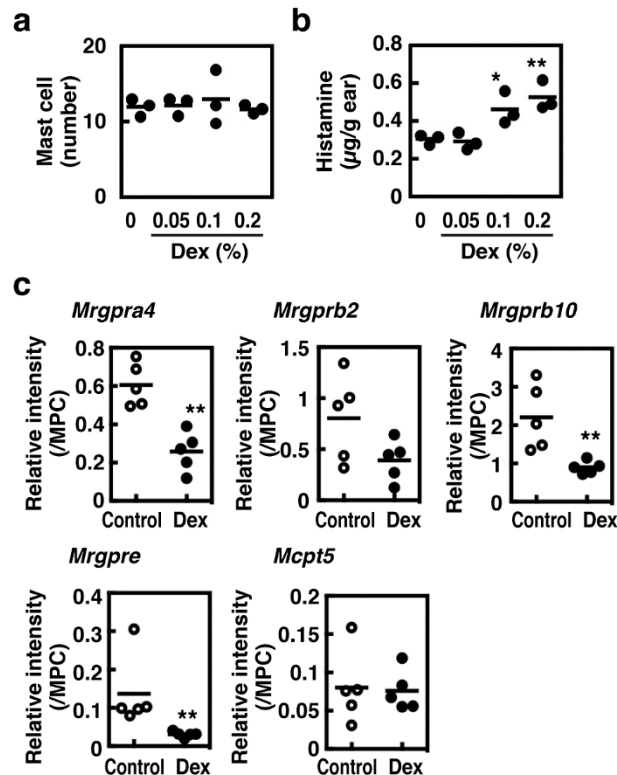 a
Mast cell
(number)
20
10
0
0 0.05 0.1 0.2
Dex (%)
b
Histamine
(µg/g ear)
0.8
0.6
0.4
0.2
0
* **
0 0.05 0.1 0.2
Dex (%)
c
Mrgpra4
Relative intensity
(/MPC)
0.8
0.6
0.4
0.2
0
**
Control Dex
Mrgprb2
Relative intensity
(/MPC)
1.5
1
0.5
0
Control Dex
Mrgprb10
Relative intensity
(/MPC)
4
3
2
1
0
**
Control Dex
Mrgpre
Relative intensity
(/MPC)
0.4
0.3
0.2
0.1
0
**
Control Dex
Mcpt5
Relative intensity
(/MPC)
0.2
0.15
0.1
0.05
0
Control Dex